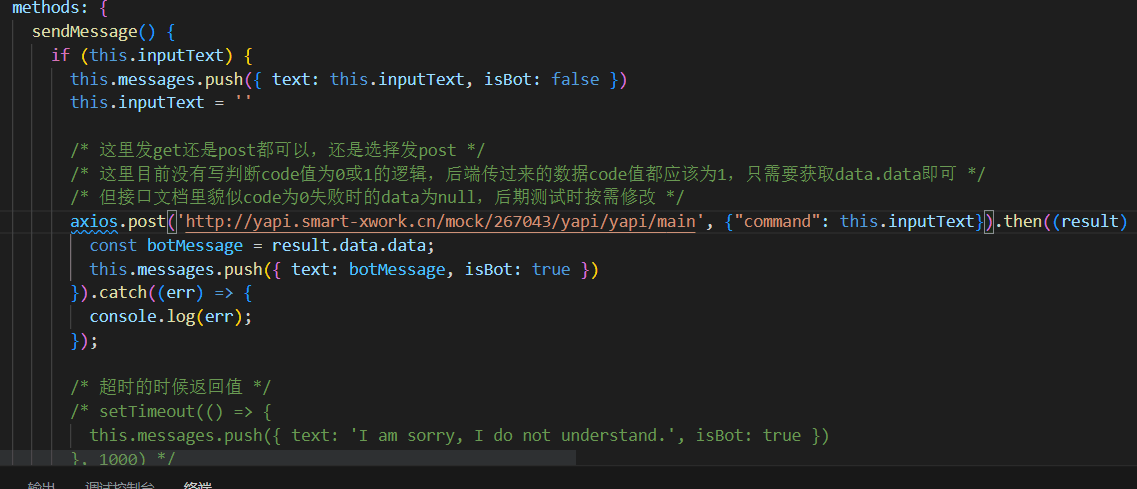 methods: {
sendMessage() {
if (this.inputText) {
this.messages.push({ text: this.inputText, isBot: false })
this.inputText = ''
/* 这里发get还是post都可以，还是选择发post */
/* 这里目前没有写判断code值为0或1的逻辑，后端传过来的数据code值都应该为1，只需要获取data.data即可 */
/* 但接口文档里貌似code为0失败时的data为null，后期测试时按需修改 */
axios.post('http://yapi.smart-xwork.cn/mock/267043/yapi/yapi/main', {"command": this.inputText}).then((result)
const botMessage = result.data.data;
this.messages.push({ text: botMessage, isBot: true })
}).catch((err) => {
console.log(err);
});
/* 超时的时候返回值 */
/* setTimeout(() => {
this.messages.push({ text: 'I am sorry, I do not understand.', isBot: true })
}, 1000) */
输出 调试控制台 终端